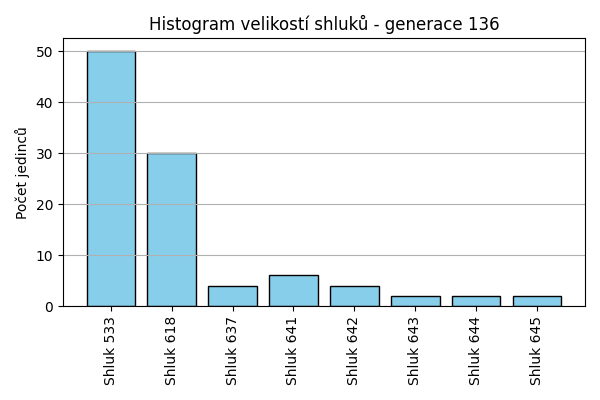 Histogram velikostí shluků - generace 136
Počet jedinců
50
40
30
20
10
0
Shluk 533
Shluk 618
Shluk 637
Shluk 641
Shluk 642
Shluk 643
Shluk 644
Shluk 645